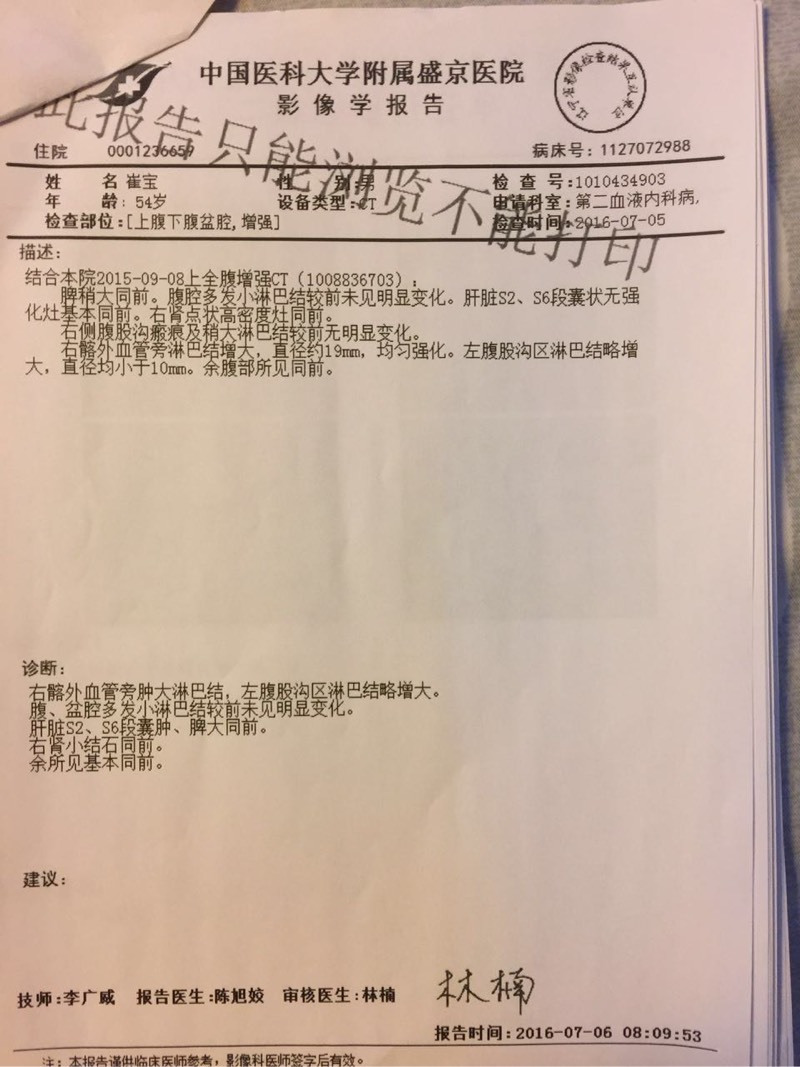 中国医科大学附属盛京医院
影像学报告
此报告只能浏览不能打印
住院 0001236659 病床号：1127072988
姓 名 崔宝 性 别：男 检 查 号：1010434903
年 龄：54岁 设备类型：CT 申请科室：第二血液内科病,
检查部位：[上腹下腹盆腔,增强] 检查时间：2016-07-05
描述：
结合本院2015-09-08上全腹增强CT（1008836703）：
脾稍大同前。腹腔多发小淋巴结较前未见明显变化。肝脏S2、S6段囊状无强
化灶基本同前。右肾点状高密度灶同前。
右侧腹股沟瘢痕及稍大淋巴结较前无明显变化。
右髂外血管旁淋巴结增大，直径约19mm，均匀强化。左腹股沟区淋巴结略增
大，直径均小于10mm。余腹部所见同前。
诊断：
右髂外血管旁肿大淋巴结，左腹股沟区淋巴结略增大。
腹、盆腔多发小淋巴结较前未见明显变化。
肝脏S2、S6段囊肿、脾大同前。
右肾小结石同前。
余所见基本同前。
建议：
技师：李广威 报告医生：陈旭姣 审核医生：林楠 林楠
报告时间：2016-07-06 08:09:53
注：本报告谨供临床医师参考，影像科医师签字后有效。